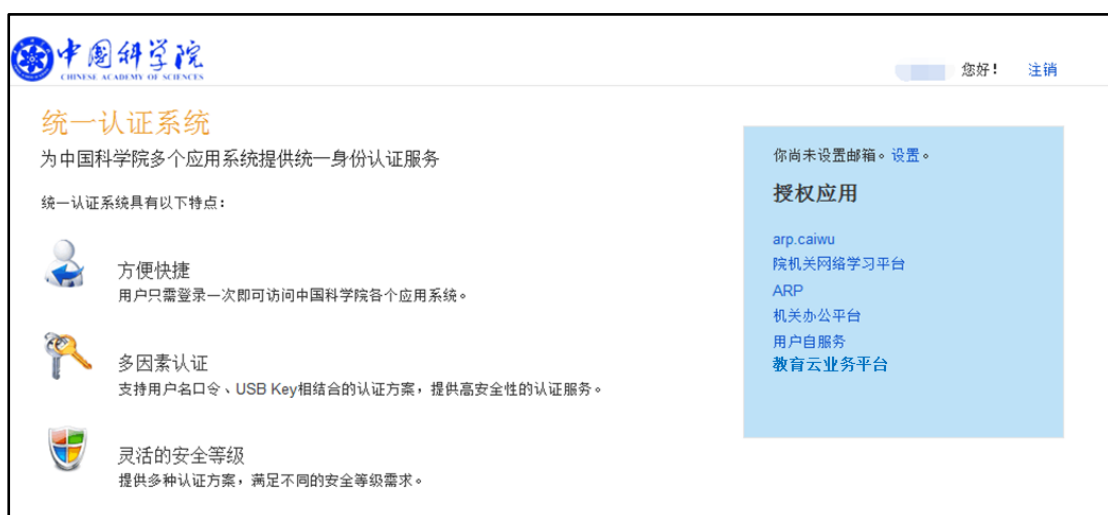 中国科学院
CHINESE ACADEMY OF SCIENCES
您好! 注销
统一认证系统
为中国科学院多个应用系统提供统一身份认证服务
统一认证系统具有以下特点:
方便快捷
用户只需登录一次即可访问中国科学院各个应用系统。
多因素认证
支持用户名口令、USB Key相结合的认证方案,提供高安全性的认证服务。
灵活的安全等级
提供多种认证方案,满足不同的安全等级需求。
你尚未设置邮箱。设置。
授权应用
arp.caiwu
院机关网络学习平台
ARP
机关办公平台
用户自服务
教育云业务平台